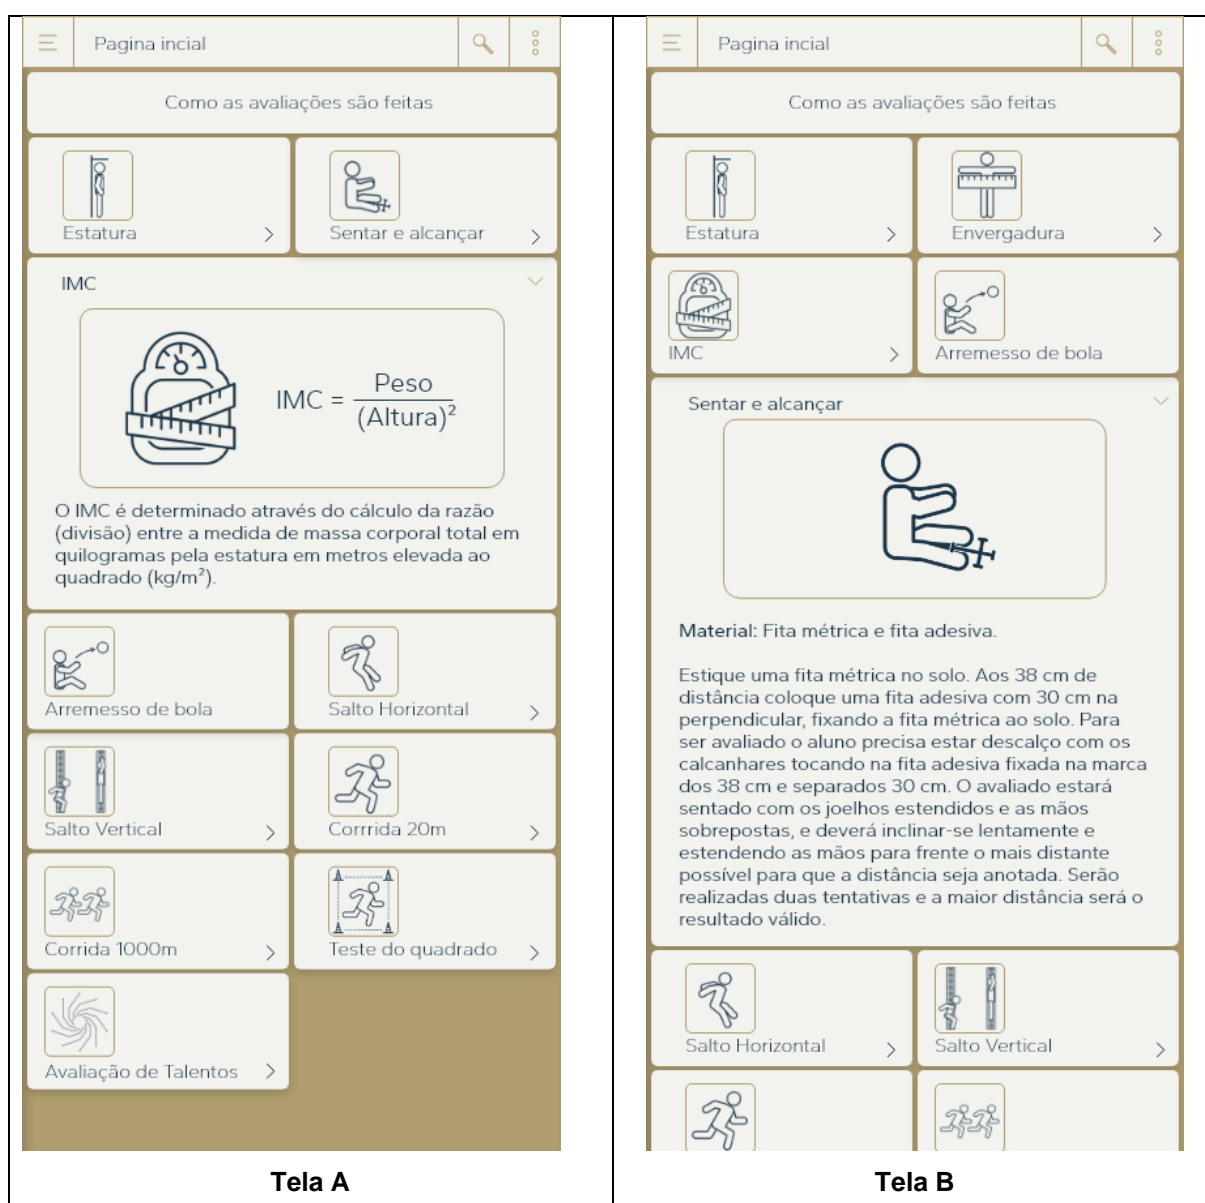 Pagina incial
Como as avaliações são feitas
Estatura
Sentar e alcançar
IMC
IMC = Peso
(Altura)²
O IMC é determinado através do cálculo da razão
(divisão) entre a medida de massa corporal total em
quilogramas pela estatura em metros elevada ao
quadrado (kg/m²).
Arremesso de bola
Salto Horizontal
Salto Vertical
Corrrida 20m
Corrida 1000m
Teste do quadrado
Avaliação de Talentos
Tela A
Pagina incial
Como as avaliações são feitas
Estatura
Envergadura
IMC
Arremesso de bola
Sentar e alcançar
Material: Fita métrica e fita adesiva.
Estique uma fita métrica no solo. Aos 38 cm de
distância coloque uma fita adesiva com 30 cm na
perpendicular, fixando a fita métrica ao solo. Para
ser avaliado o aluno precisa estar descalço com os
calcanhares tocando na fita adesiva fixada na marca
dos 38 cm e separados 30 cm. O avaliado estará
sentado com os joelhos estendidos e as mãos
sobrepostas, e deverá inclinar-se lentamente e
estendendo as mãos para frente o mais distante
possível para que a distância seja anotada. Serão
realizadas duas tentativas e a maior distância será o
resultado válido.
Salto Horizontal
Salto Vertical
Tela B